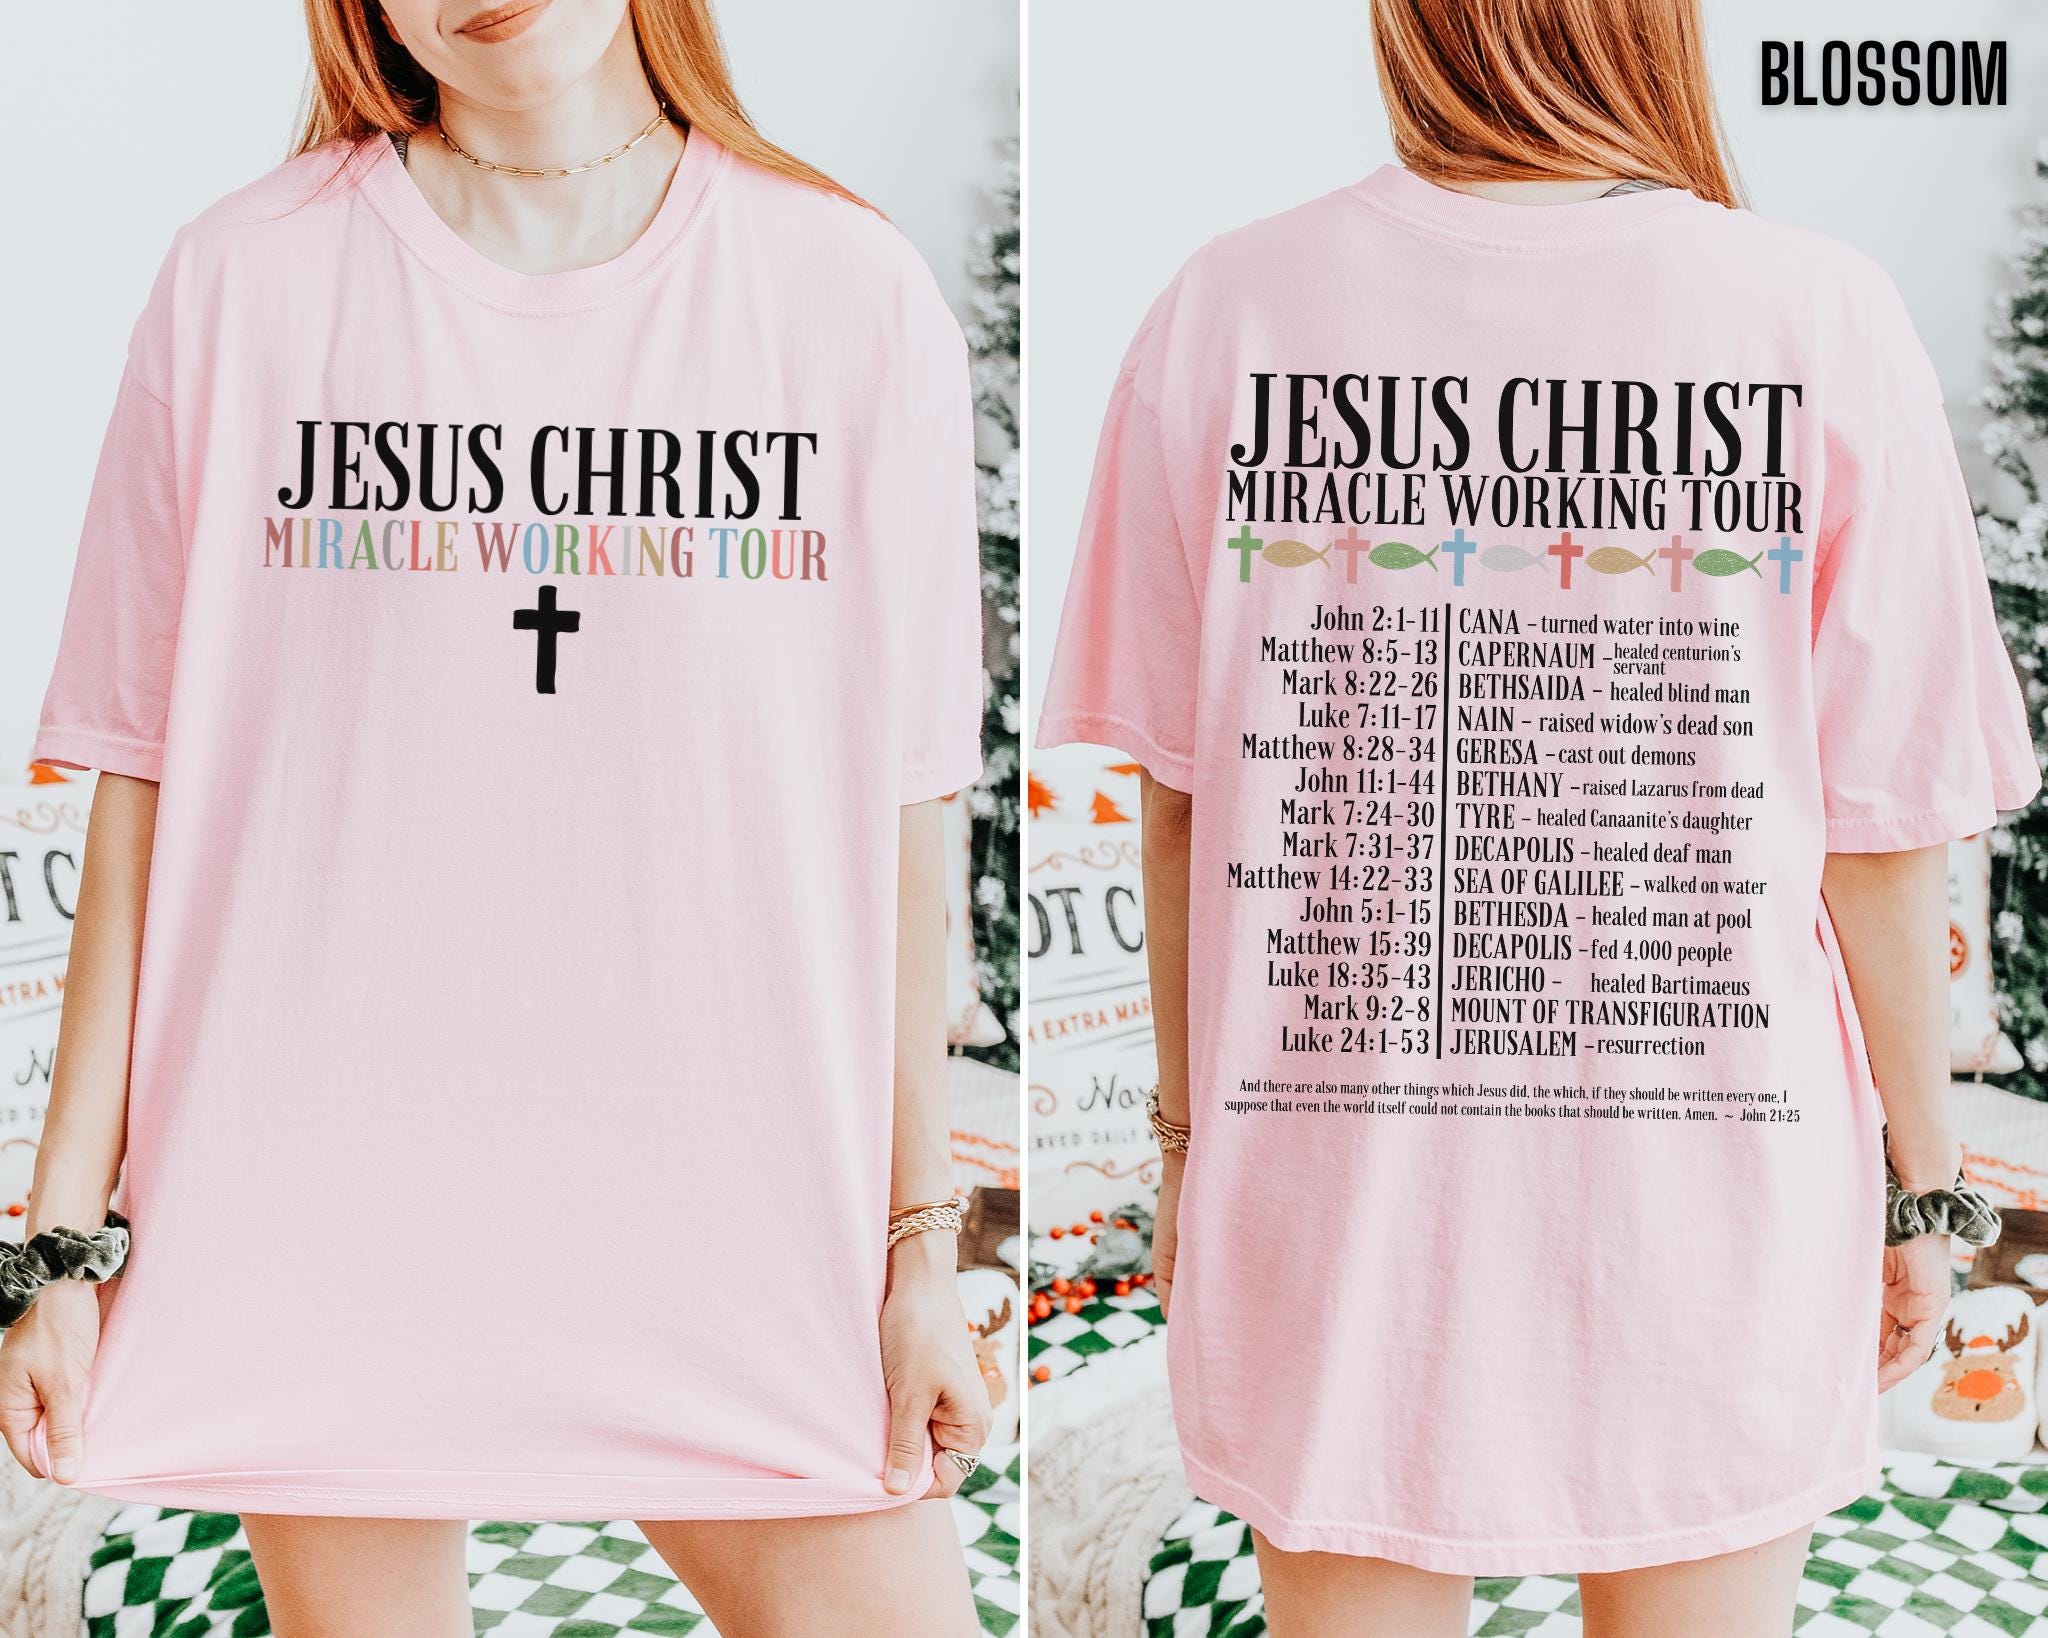 BLOSSOM
JESUS CHRIST
MIRACLE WORKING TOUR
JESUS CHRIST
MIRACLE WORKING TOUR
John 2:1-11 CANA - turned water into wine
Matthew 8:5-13 CAPERNAUM - healed centurion's
servant
Mark 8:22-26 BETHSAIDA - healed blind man
Luke 7:11-17 NAIN - raised widow's dead son
Matthew 8:28-34 GERESA - cast out demons
John 11:1-44 BETHANY - raised Lazarus from dead
Mark 7:24-30 TYRE - healed Canaanite's daughter
Mark 7:31-37 DECAPOLIS - healed deaf man
Matthew 14:22-33 SEA OF GALILEE - walked on water
John 5:1-15 BETHESDA - healed man at pool
Matthew 15:39 DECAPOLIS - fed 4,000 people
Luke 18:35-43 JERICHO - healed Bartimaeus
Mark 9:2-8 MOUNT OF TRANSFIGURATION
Luke 24:1-53 JERUSALEM - resurrection
And there are also many other things which Jesus did, the which, if they should be written every one, I
suppose that even the world itself could not contain the books that should be written. Amen. ~ John 21:25
EXTRA MAR